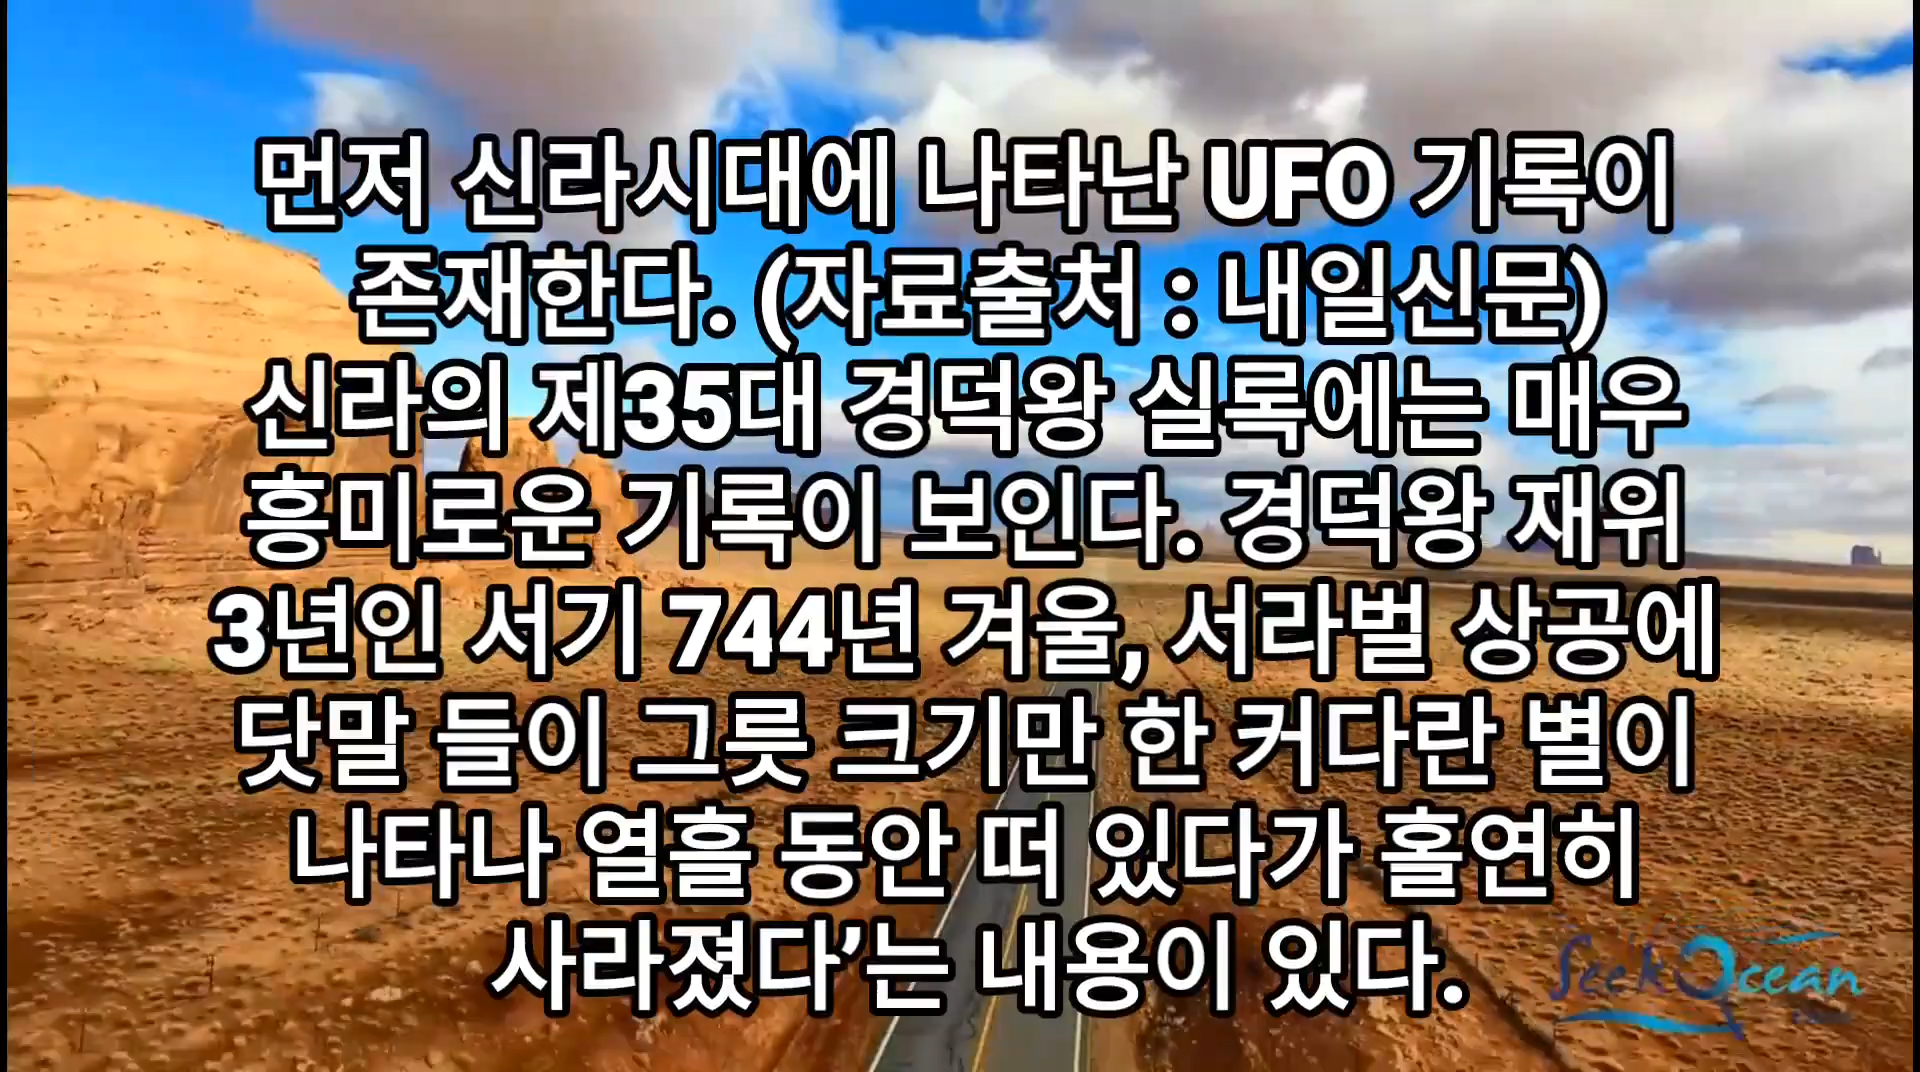 먼저 신라시대에 나타난 UFO 기록이
존재한다. (자료출처 : 내일신문)
신라의 제35대 경덕왕 실록에는 매우
흥미로운 기록이 보인다. 경덕왕 재위
3년인 서기 744년 겨울, 서라벌 상공에
닷말 들이 그릇 크기만 한 커다란 별이
나타나 열흘 동안 떠 있다가 홀연히
사라졌다’는 내용이 있다.
Seek Ocean